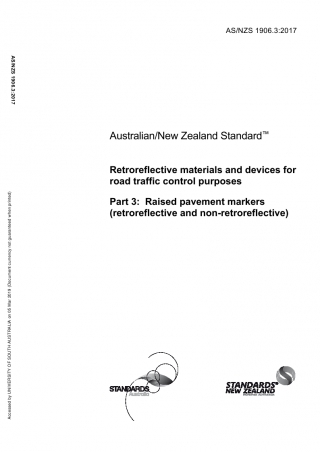 AS/NZS 1906.3:2017
AS/NZS 1906.3:2017
Australian/New Zealand Standard™
Retroreflective materials and devices for
road traffic control purposes
Part 3: Raised pavement markers
(retroreflective and non-retroreflective)
Accessed by UNIVERSITY OF SOUTH AUSTRALIA on 05 Mar 2019 (Document currency not guaranteed when printed)
STANDARDS
Australia
STANDARDS
NEW ZEALAND